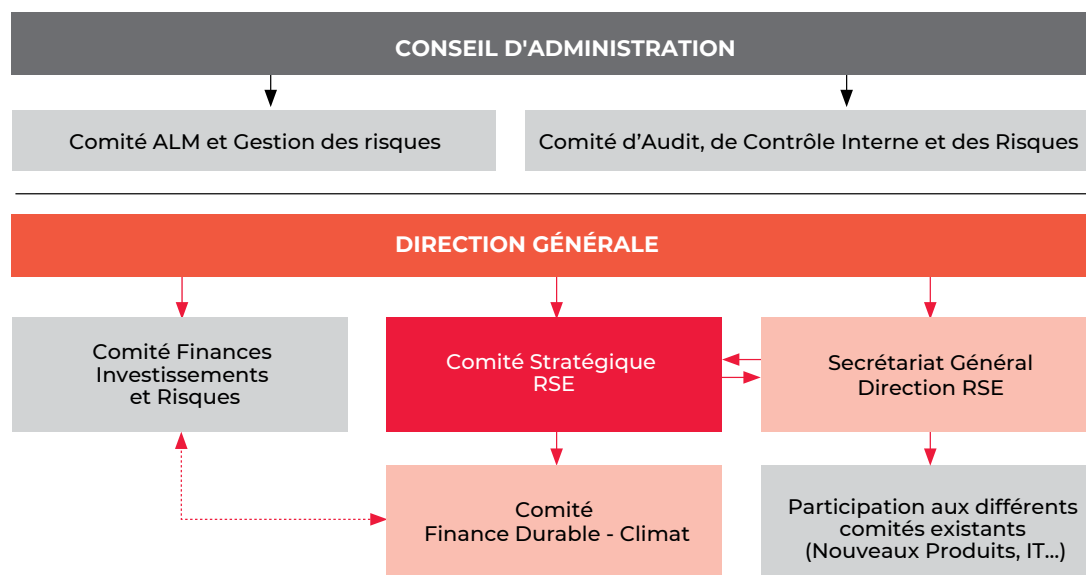 CONSEIL D'ADMINISTRATION
Comité ALM et Gestion des risques
Comité d’Audit, de Contrôle Interne et des Risques
DIRECTION GÉNÉRALE
Comité Finances
Investissements
et Risques
Comité Stratégique
RSE
Secrétariat Général
Direction RSE
Comité
Finance Durable - Climat
Participation aux différents
comités existants
(Nouveaux Produits, IT...)